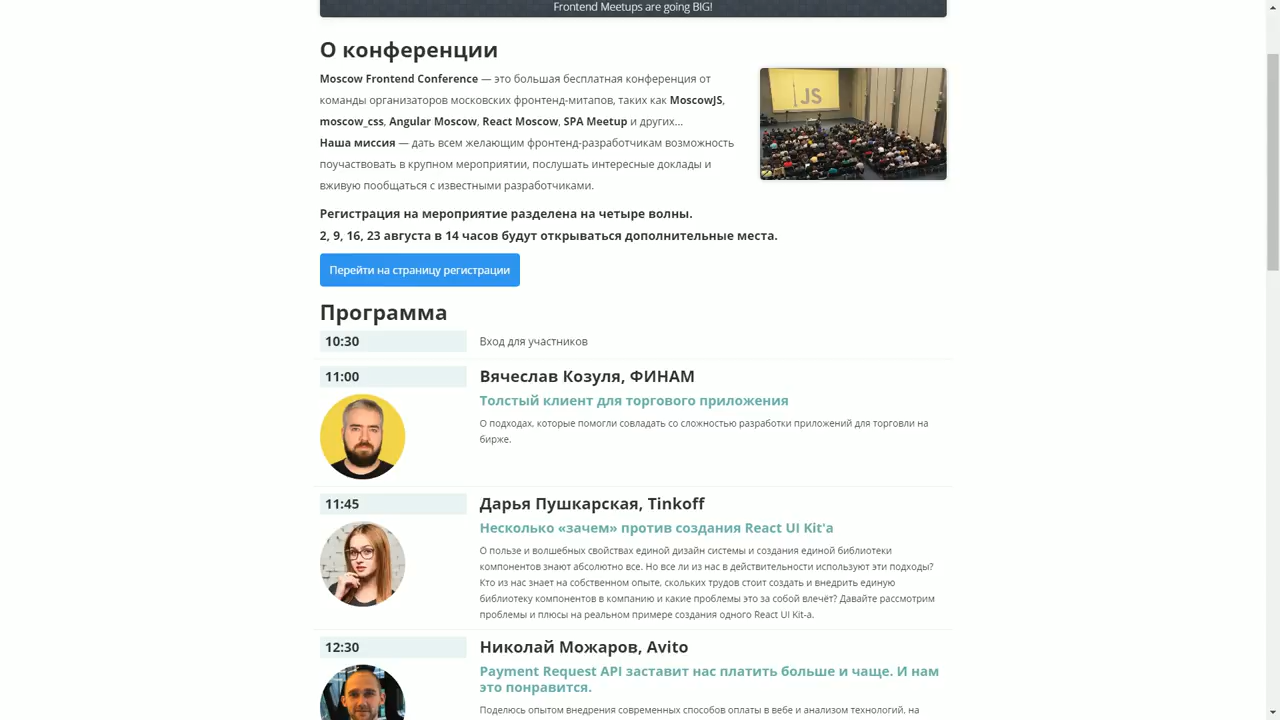 Frontend Meetups are going BIG!
О конференции
Moscow Frontend Conference — это большая бесплатная конференция от
команды организаторов московских фронтенд-митапов, таких как MoscowJS,
moscow_css, Angular Moscow, React Moscow, SPA Meetup и других...
Наша миссия — дать всем желающим фронтенд-разработчикам возможность
поучаствовать в крупном мероприятии, послушать интересные доклады и
вживую пообщаться с известными разработчиками.
JS
Регистрация на мероприятие разделена на четыре волны.
2, 9, 16, 23 августа в 14 часов будут открываться дополнительные места.
Перейти на страницу регистрации
Программа
10:30
Вход для участников
11:00
Вячеслав Козуля, ФИНАМ
Толстый клиент для торгового приложения
О подходах, которые помогли совладать со сложностью разработки приложений для торговли на
бирже.
11:45
Дарья Пушкарская, Tinkoff
Несколько «зачем» против создания React UI Kit'a
О пользе и волшебных свойствах единой дизайн системы и создания единой библиотеки
компонентов знают абсолютно все. Но все ли из нас в действительности используют эти подходы?
Кто из нас знает на собственном опыте, скольких трудов стоит создать и внедрить единую
библиотеку компонентов в компанию и какие проблемы это за собой влечёт? Давайте рассмотрим
проблемы и плюсы на реальном примере создания одного React UI Kit-a.
12:30
Николай Можаров, Avito
Payment Request API заставит нас платить больше и чаще. И нам
это понравится.
Поделюсь опытом внедрения современных способов оплаты в вебе и анализом технологий, на